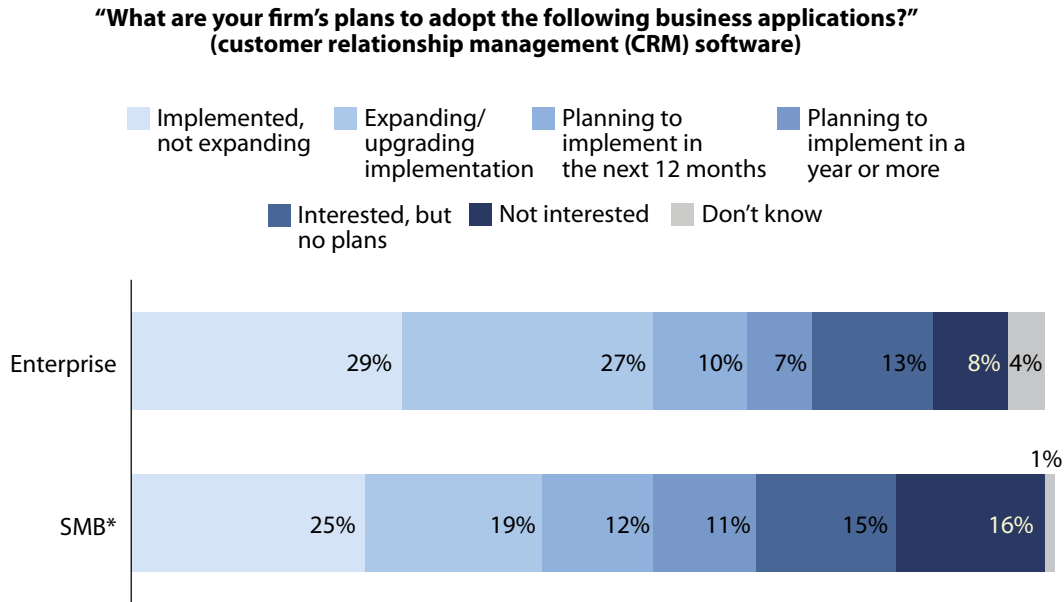 “What are your firm’s plans to adopt the following business applications?”
(customer relationship management (CRM) software)
Implemented,
not expanding
Expanding/
upgrading
implementation
Planning to
implement in
the next 12 months
Planning to
implement in a
year or more
Interested, but
no plans
Not interested
Don’t know
Enterprise
29%
27%
10%
7%
13%
8%
4%
1%
SMB*
25%
19%
12%
11%
15%
16%